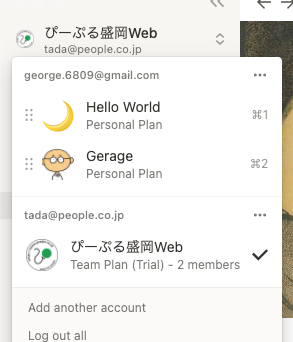 ぴーぷる盛岡Web
tada@people.co.jp
george.6809@gmail.com
Hello World
Personal Plan
⌘1
Gerage
Personal Plan
⌘2
tada@people.co.jp
ぴーぷる盛岡Web
Team Plan (Trial) - 2 members
Add another account
Log out all